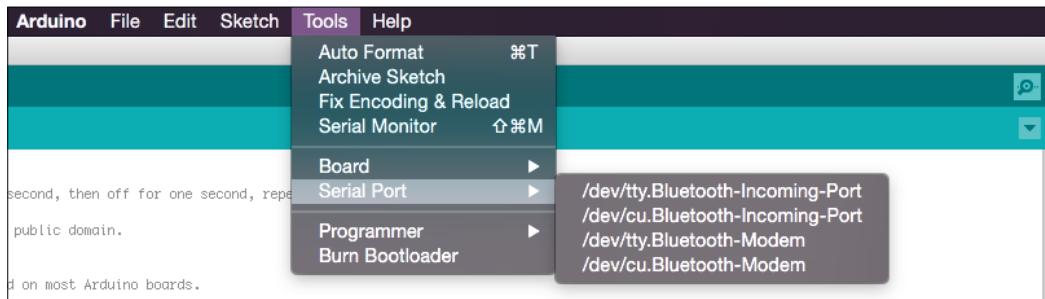 Arduino File Edit Sketch Tools Help
Auto Format ⌘T
Archive Sketch
Fix Encoding & Reload
Serial Monitor ⇧⌘M
Board ▶
Serial Port ▶
Programmer ▶
Burn Bootloader
/dev/tty.Bluetooth-Incoming-Port
/dev/cu.Bluetooth-Incoming-Port
/dev/tty.Bluetooth-Modem
/dev/cu.Bluetooth-Modem
second, then off for one second, repe
public domain.
d on most Arduino boards.